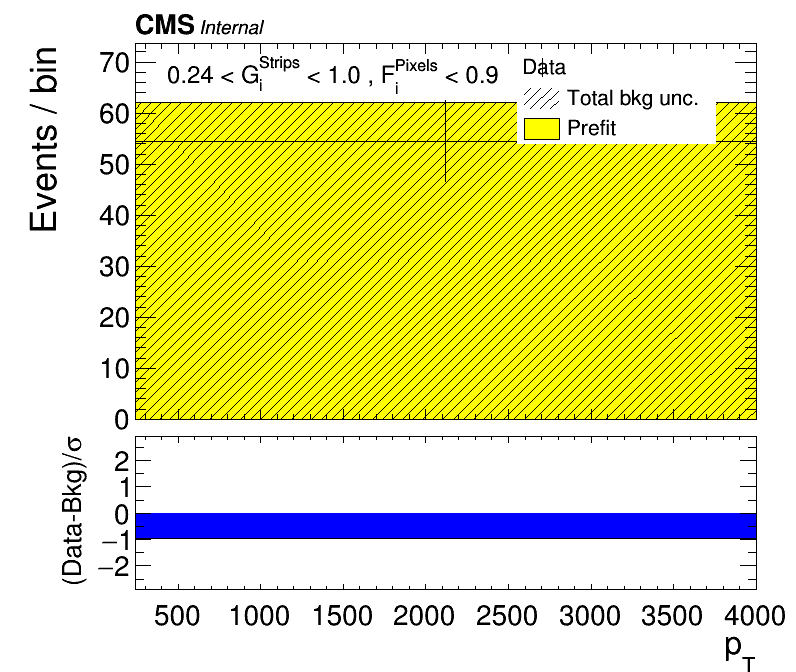 CMS Internal
0.24 < G_i^Strips < 1.0 , F_i^Pixels < 0.9
Data
Total bkg unc.
Prefit
Events / bin
70
60
50
40
30
20
10
0
(Data-Bkg)/σ
2
1
0
−1
−2
500 1000 1500 2000 2500 3000 3500 4000
p_T